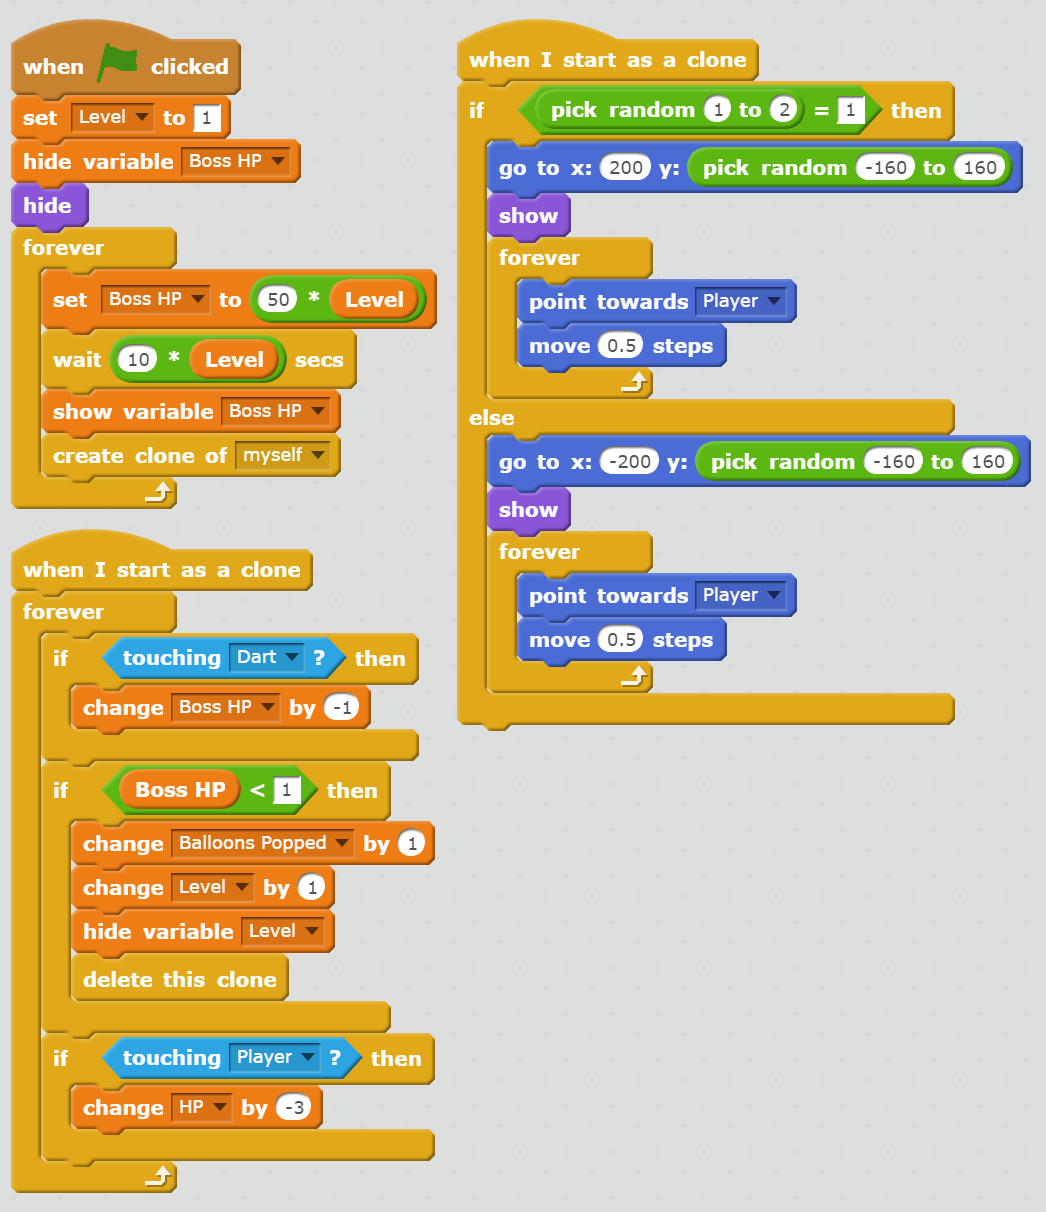 when clicked
set Level to 1
hide variable Boss HP
hide
forever
set Boss HP to 50 * Level
wait 10 * Level secs
show variable Boss HP
create clone of myself
when I start as a clone
forever
if touching Dart ? then
change Boss HP by -1
if Boss HP < 1 then
change Balloons Popped by 1
change Level by 1
hide variable Level
delete this clone
if touching Player ? then
change HP by -3
when I start as a clone
if pick random 1 to 2 = 1 then
go to x: 200 y: pick random -160 to 160
show
forever
point towards Player
move 0.5 steps
else
go to x: -200 y: pick random -160 to 160
show
forever
point towards Player
move 0.5 steps